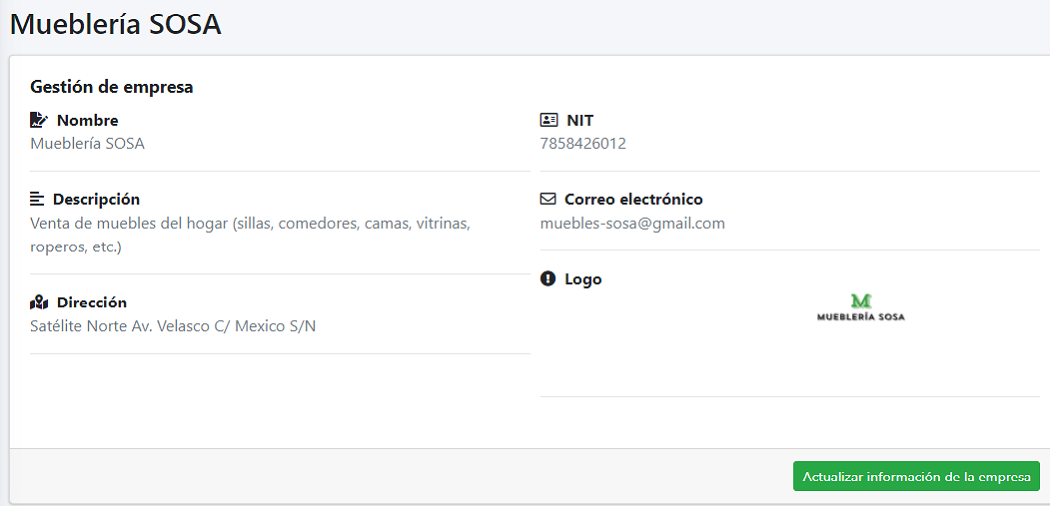 Mueblería SOSA
Gestión de empresa
Nombre
Mueblería SOSA
NIT
7858426012
Descripción
Venta de muebles del hogar (sillas, comedores, camas, vitrinas,
roperos, etc.)
Correo electrónico
muebles-sosa@gmail.com
Dirección
Satélite Norte Av. Velasco C/ Mexico S/N
Logo
M
MUEBLERÍA SOSA
Actualizar información de la empresa